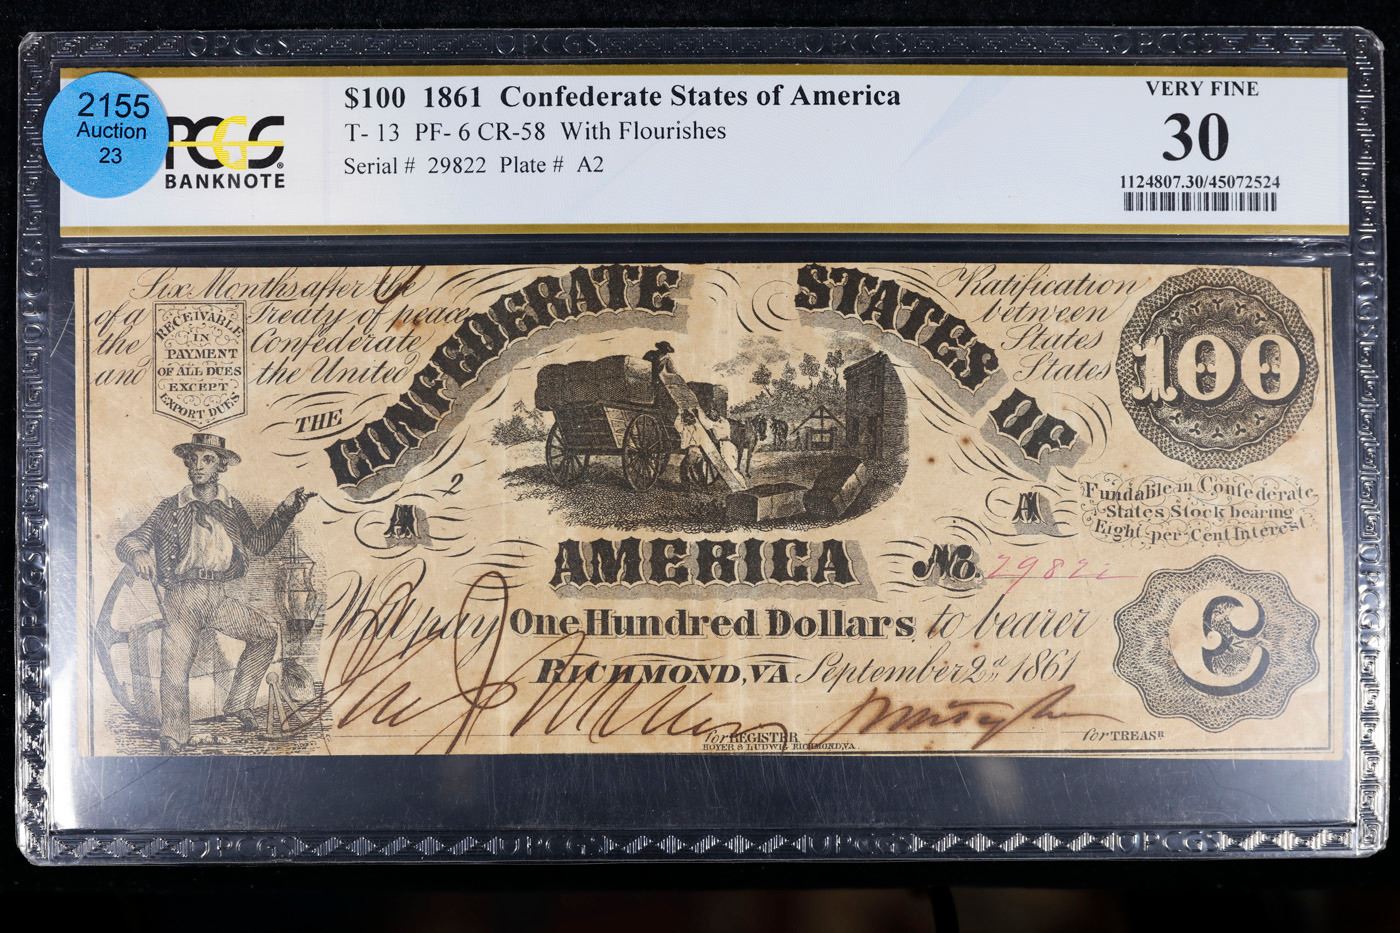 2155
Auction
23
PCGS
BANKNOTE
$100 1861 Confederate States of America
T- 13 PF- 6 CR-58 With Flourishes
Serial # 29822 Plate # A2
VERY FINE
30
1124807.30/45072524
Six Months after the Ratification
of a Treaty of peace between
the Confederate States
and the United States
RECEIVABLE
IN
PAYMENT
OF ALL DUES
EXCEPT
EXPORT DUES
THE CONFEDERATE STATES OF
AMERICA
100
A 2
A
No. 29822
Fundable in Confederate
States Stock bearing
Eight per Cent Interest
Will pay One Hundred Dollars to bearer
RICHMOND, VA September 2d 1861
C
for REGISTER
for TREASR
HOYER & LUDWIG, RICHMOND, VA.